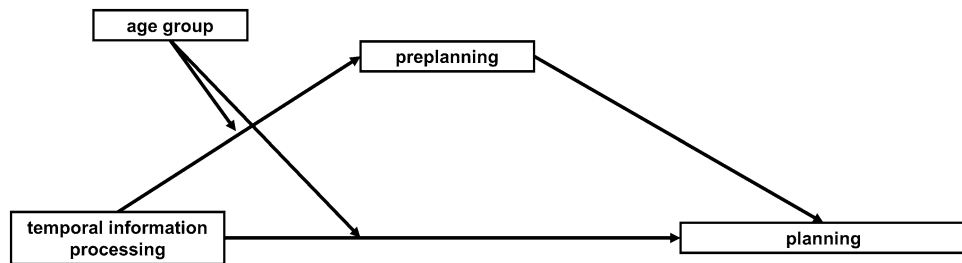 age group
preplanning
temporal information
processing
planning